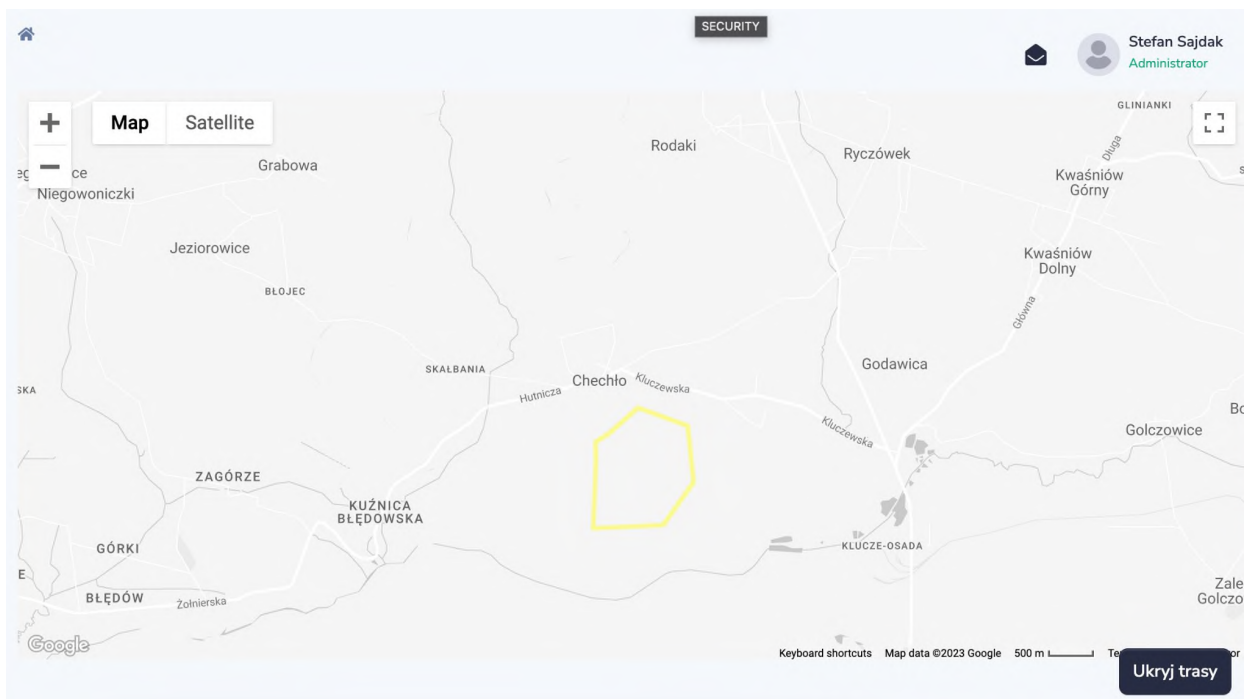 SECURITY
Stefan Sajdak
Administrator
Map
Satellite
GLINIANKI
Długa
Rodaki
Ryczówek
Grabowa
Niegowoniczki
Kwaśniów
Górny
Jeziorowice
Kwaśniów
Dolny
BŁOJEC
Główna
Godawica
SKAŁBANIA
Chechło
Kluczewska
Hutnicza
Kluczewska
Golczowice
ZAGÓRZE
KUŹNICA
BŁĘDOWSKA
GÓRKI
KLUCZE-OSADA
BŁĘDÓW
Żołnierska
Google
Keyboard shortcuts
Map data ©2023 Google
500 m
Ukryj trasy